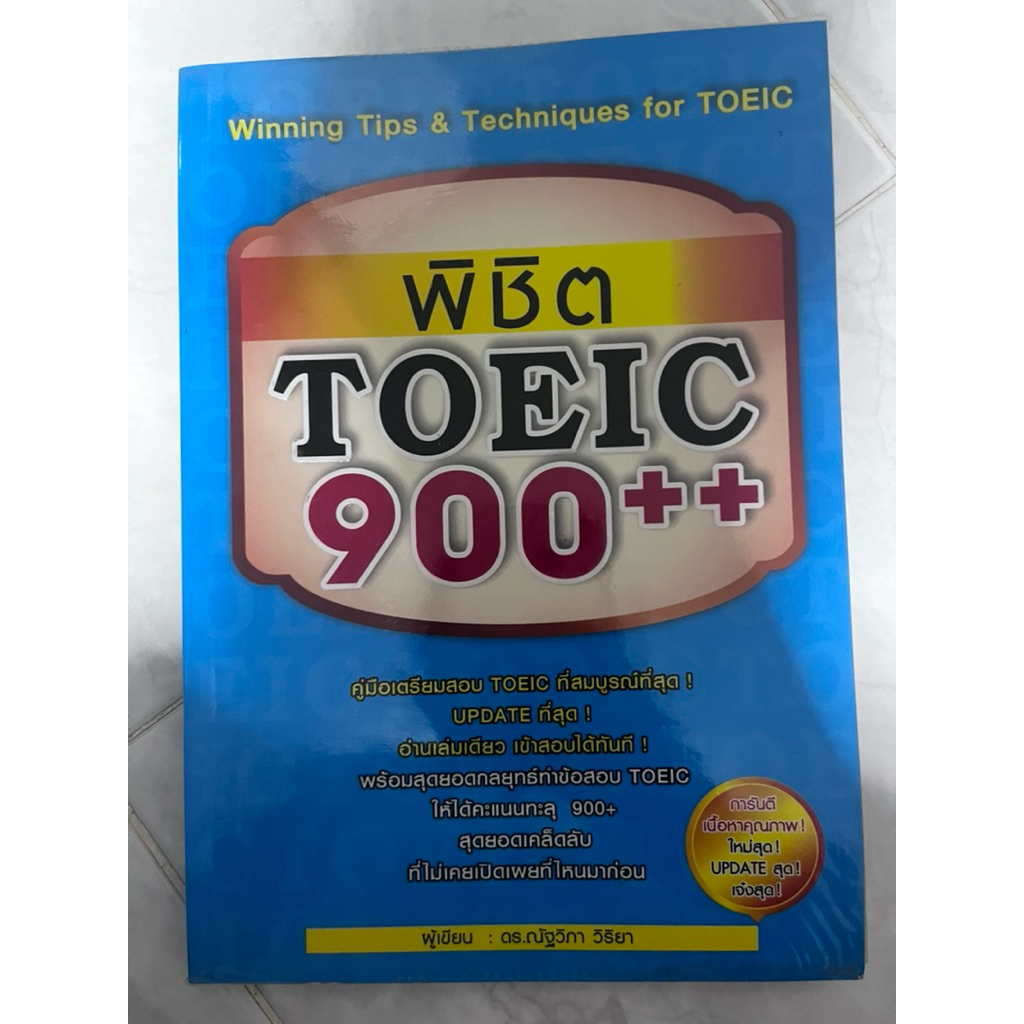 Winning Tips & Techniques for TOEIC
พิชิต
TOEIC
900++
คู่มือเตรียมสอบ TOEIC ที่สมบูรณ์ที่สุด !
UPDATE ที่สุด !
อ่านเล่มเดียว เข้าสอบได้ทันที !
พร้อมสุดยอดกลยุทธ์ทำข้อสอบ TOEIC
ให้ได้คะแนนทะลุ 900+
สุดยอดเคล็ดลับ
ที่ไม่เคยเปิดเผยที่ไหนมาก่อน
การันตี
เนื้อหาคุณภาพ!
ใหม่สุด!
UPDATE สุด!
เจ๋งสุด!
ผู้เขียน : ดร.ณัฐวิภา วิริยา